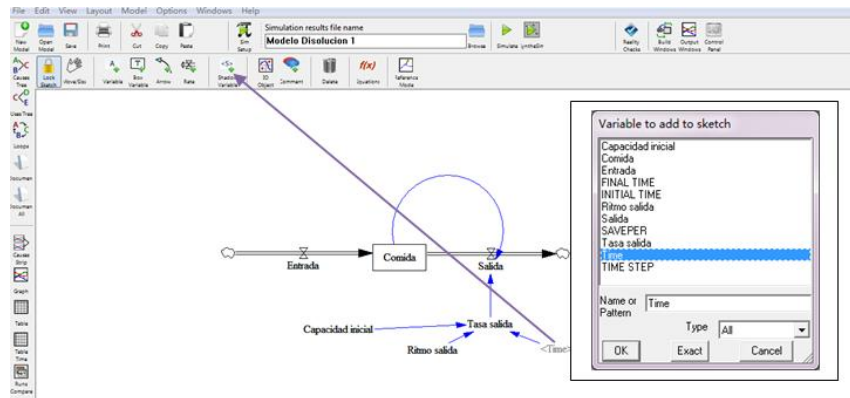 File Edit View Layout Model Options Windows Help
New Model
Open Model
Save
Print
Cut
Copy
Paste
Sim Setup
Simulation results file name
Modelo Disolucion 1
Browse
Simulate
SyntheSim
Reality Checks
Build Windows
Output Windows
Control Panel
Causes Tree
Lock Sketch
Move/Size
Variable
Box Variable
Arrow
Rate
Shadow Variable
IO Object
Comment
Delete
f(x)
Equations
Reference Mode
Uses Tree
Loops
Document
Document All
Causes Strip
Graph
Table
Table Time
Runs Compare
Entrada
Comida
Salida
Capacidad inicial
Tasa salida
Ritmo salida
<Time>
Variable to add to sketch
Capacidad inicial
Comida
Entrada
FINAL TIME
INITIAL TIME
Ritmo salida
Salida
SAVEPER
Tasa salida
Time
TIME STEP
Name or Pattern
Time
Type
All
OK
Exact
Cancel